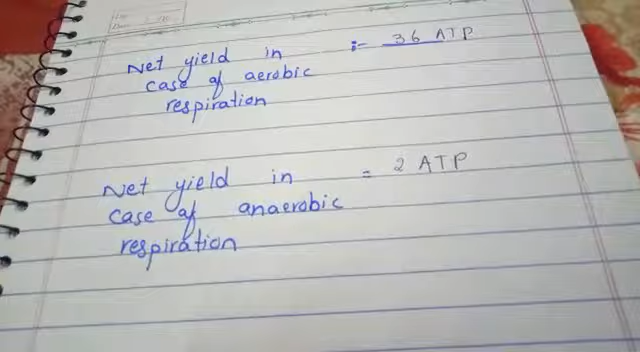 Net yield in :- 36 ATP
case of aerobic
respiration
Net yield in = 2 ATP
case of anaerobic
respiration